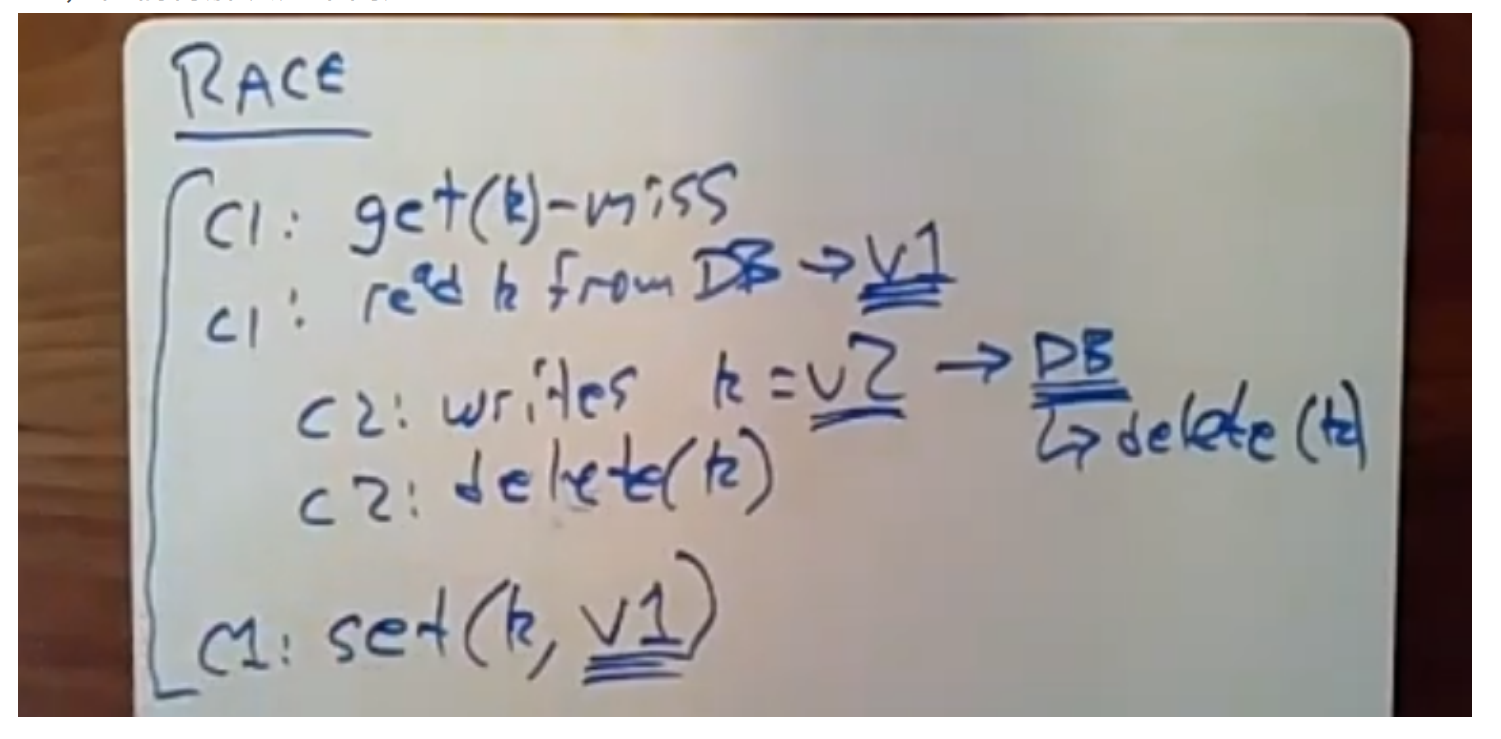 RACE
C1: get(k)-miss
C1: read k from DB → v1
C2: writes k = v2 → DB
↳ delete(k)
C2: delete(k)
C1: set(k, v1)